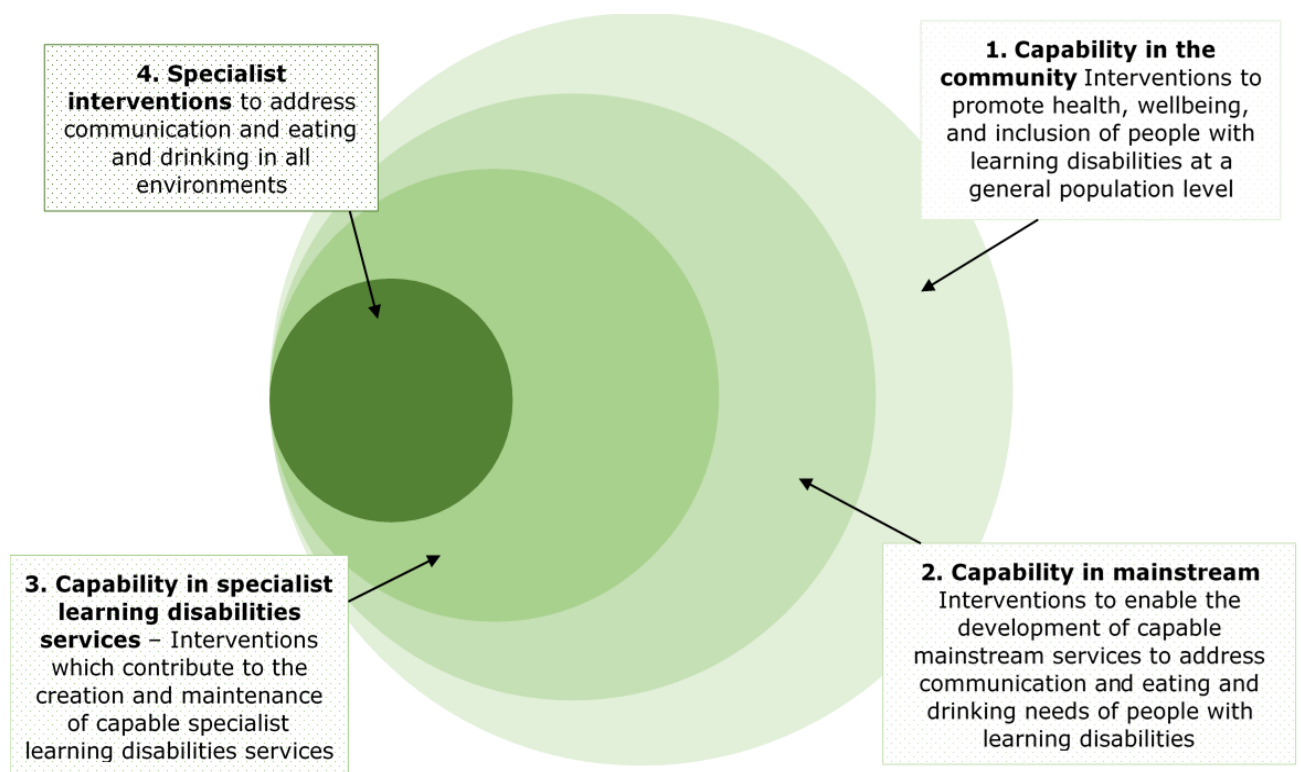 4. Specialist
interventions to address
communication and eating
and drinking in all
environments
1. Capability in the
community Interventions to
promote health, wellbeing,
and inclusion of people with
learning disabilities at a
general population level
3. Capability in specialist
learning disabilities
services – Interventions
which contribute to the
creation and maintenance
of capable specialist
learning disabilities services
2. Capability in mainstream
Interventions to enable the
development of capable
mainstream services to address
communication and eating and
drinking needs of people with
learning disabilities